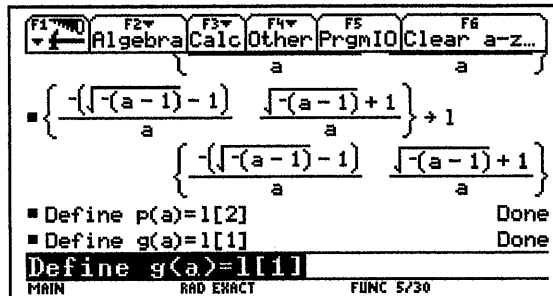 F1 F2 F3 F4 F5 F6
Algebra Calc Other PrgmIO Clear a-z…
a a
▪{-(√-(a - 1) - 1)/a √-(a - 1) + 1/a} → l
{-(√-(a - 1) - 1)/a √-(a - 1) + 1/a}
▪Define p(a)=l[2] Done
▪Define g(a)=l[1] Done
Define g(a)=l[1]
MAIN RAD EXACT FUNC 5/30